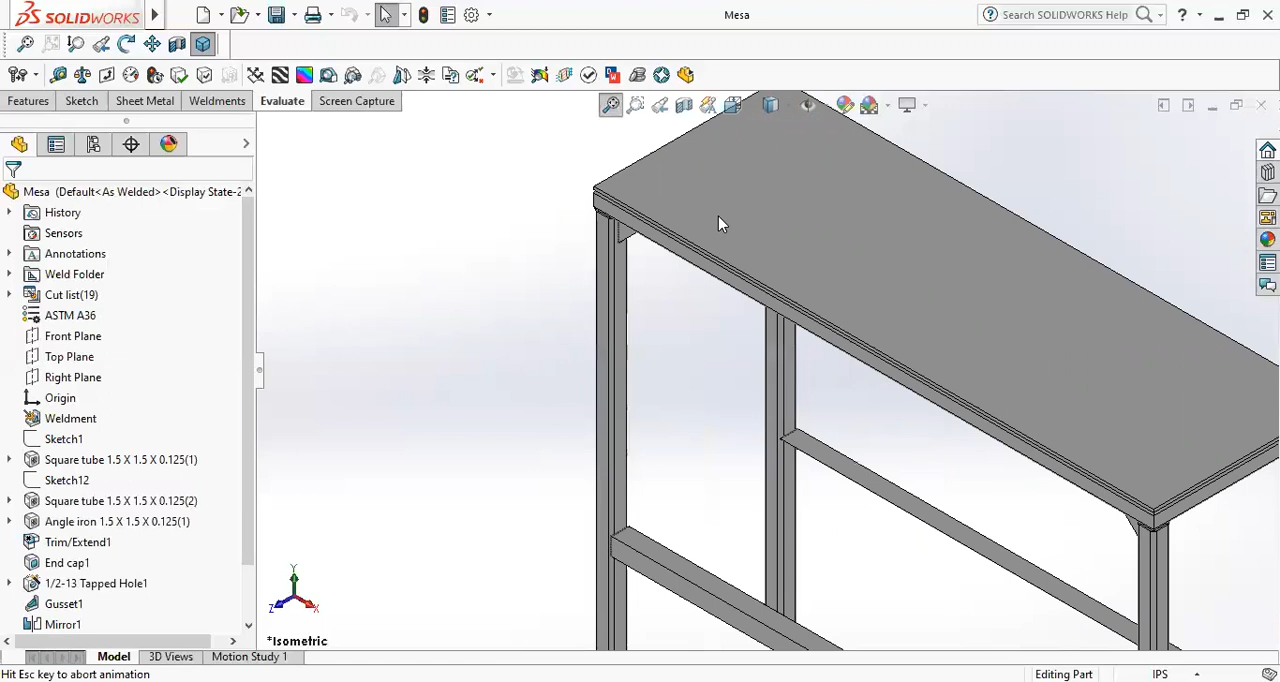 SOLIDWORKS
Mesa
Search SOLIDWORKS Help
Features
Sketch
Sheet Metal
Weldments
Evaluate
Screen Capture
Mesa (Default<As Welded><Display State-2
History
Sensors
Annotations
Weld Folder
Cut list(19)
ASTM A36
Front Plane
Top Plane
Right Plane
Origin
Weldment
Sketch1
Square tube 1.5 X 1.5 X 0.125(1)
Sketch12
Square tube 1.5 X 1.5 X 0.125(2)
Angle iron 1.5 X 1.5 X 0.125(1)
Trim/Extend1
End cap1
1/2-13 Tapped Hole1
Gusset1
Mirror1
Y
Z
X
*Isometric
Model
3D Views
Motion Study 1
Hit Esc key to abort animation
Editing Part
IPS